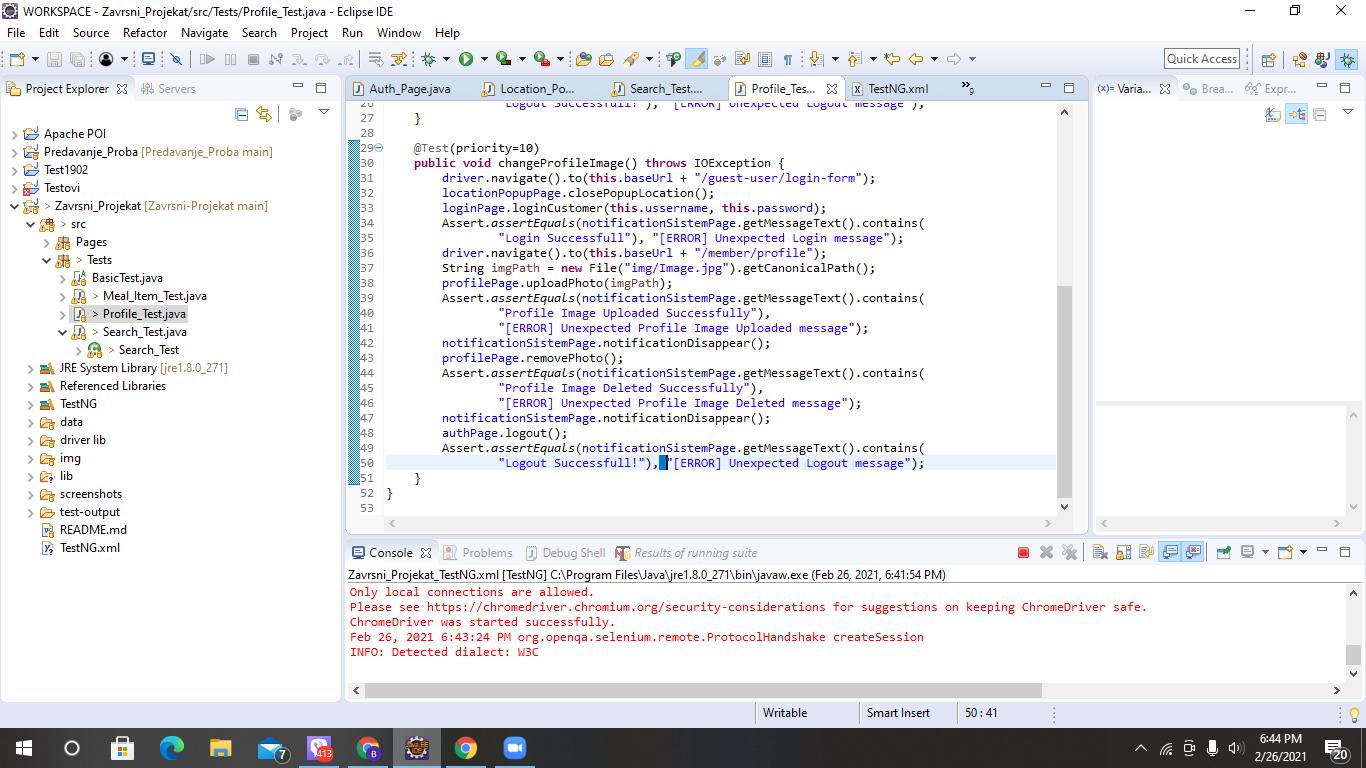 WORKSPACE - Zavrsni_Projekat/src/Tests/Profile_Test.java - Eclipse IDE
File Edit Source Refactor Navigate Search Project Run Window Help
Quick Access
Project Explorer Servers
Auth_Page.java Location_Po... Search_Test.... Profile_Tes... TestNG.xml »9
(x)= Varia... Brea... Expr...
Apache POI
Predavanje_Proba [Predavanje_Proba main]
Test1902
Testovi
> Zavrsni_Projekat [Zavrsni-Projekat main]
> src
Pages
> Tests
BasicTest.java
> Meal_Item_Test.java
> Profile_Test.java
> Search_Test.java
> Search_Test
JRE System Library [jre1.8.0_271]
Referenced Libraries
TestNG
data
driver lib
img
> lib
screenshots
test-output
README.md
TestNG.xml
26 "Logout Successfull!"), "[ERROR] Unexpected Logout message");
27 }
28
29 @Test(priority=10)
30 public void changeProfileImage() throws IOException {
31 driver.navigate().to(this.baseUrl + "/guest-user/login-form");
32 locationPopupPage.closePopupLocation();
33 loginPage.loginCustomer(this.ussername, this.password);
34 Assert.assertEquals(notificationSistemPage.getMessageText().contains(
35 "Login Successfull"), "[ERROR] Unexpected Login message");
36 driver.navigate().to(this.baseUrl + "/member/profile");
37 String imgPath = new File("img/Image.jpg").getCanonicalPath();
38 profilePage.uploadPhoto(imgPath);
39 Assert.assertEquals(notificationSistemPage.getMessageText().contains(
40 "Profile Image Uploaded Successfully"),
41 "[ERROR] Unexpected Profile Image Uploaded message");
42 notificationSistemPage.notificationDisappear();
43 profilePage.removePhoto();
44 Assert.assertEquals(notificationSistemPage.getMessageText().contains(
45 "Profile Image Deleted Successfully"),
46 "[ERROR] Unexpected Profile Image Deleted message");
47 notificationSistemPage.notificationDisappear();
48 authPage.logout();
49 Assert.assertEquals(notificationSistemPage.getMessageText().contains(
50 "Logout Successfull!"), "[ERROR] Unexpected Logout message");
51 }
52 }
53
Console Problems Debug Shell Results of running suite
Zavrsni_Projekat_TestNG.xml [TestNG] C:\Program Files\Java\jre1.8.0_271\bin\javaw.exe (Feb 26, 2021, 6:41:54 PM)
Only local connections are allowed.
Please see https://chromedriver.chromium.org/security-considerations for suggestions on keeping ChromeDriver safe.
ChromeDriver was started successfully.
Feb 26, 2021 6:43:24 PM org.openqa.selenium.remote.ProtocolHandshake createSession
INFO: Detected dialect: W3C
Writable Smart Insert 50 : 41
7 413 B JAVA EE IDE
6:44 PM
2/26/2021
20